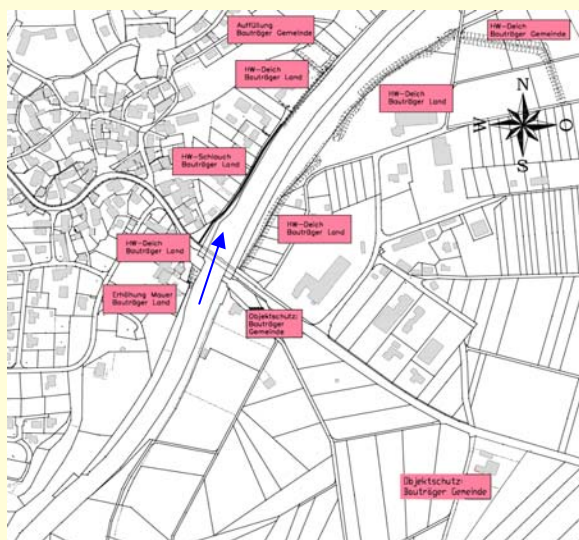 Auffüllung
Bauträger Gemeinde
HW-Deich
Bauträger Gemeinde
HW-Deich
Bauträger Land
HW-Deich
Bauträger Land
N
W
O
S
HW-Schlauch
Bauträger Land
HW-Deich
Bauträger Land
HW-Deich
Bauträger Land
Erhöhung Mauer
Bauträger Land
Objektschutz:
Bauträger
Gemeinde
Objektschutz:
Bauträger Gemeinde